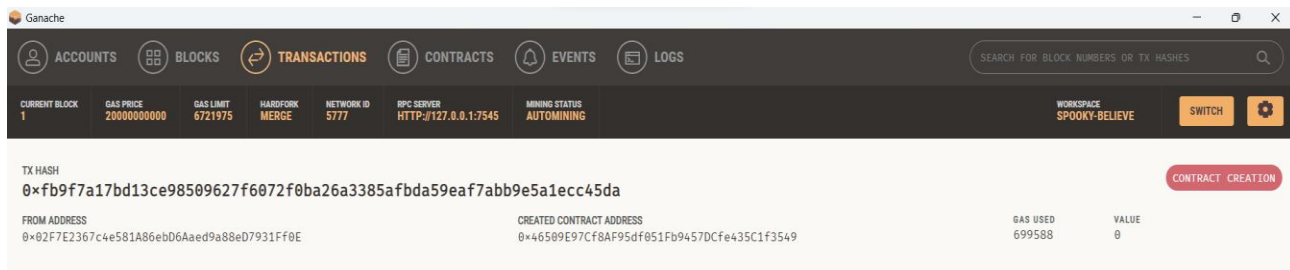 Ganache
ACCOUNTS BLOCKS TRANSACTIONS CONTRACTS EVENTS LOGS SEARCH FOR BLOCK NUMBERS OR TX HASHES
CURRENT BLOCK GAS PRICE GAS LIMIT HARDFORK NETWORK ID RPC SERVER MINING STATUS WORKSPACE
1 20000000000 6721975 MERGE 5777 HTTP://127.0.0.1:7545 AUTOMINING SPOOKY-BELIEVE SWITCH
TX HASH
0×fb9f7a17bd13ce98509627f6072f0ba26a3385afbda59eaf7abb9e5a1ecc45da CONTRACT CREATION
FROM ADDRESS CREATED CONTRACT ADDRESS GAS USED VALUE
0×02F7E2367c4e581A86ebD6Aaed9a88eD7931Ff0E 0×46509E97Cf8AF95df051Fb9457DCfe435C1f3549 699588 0